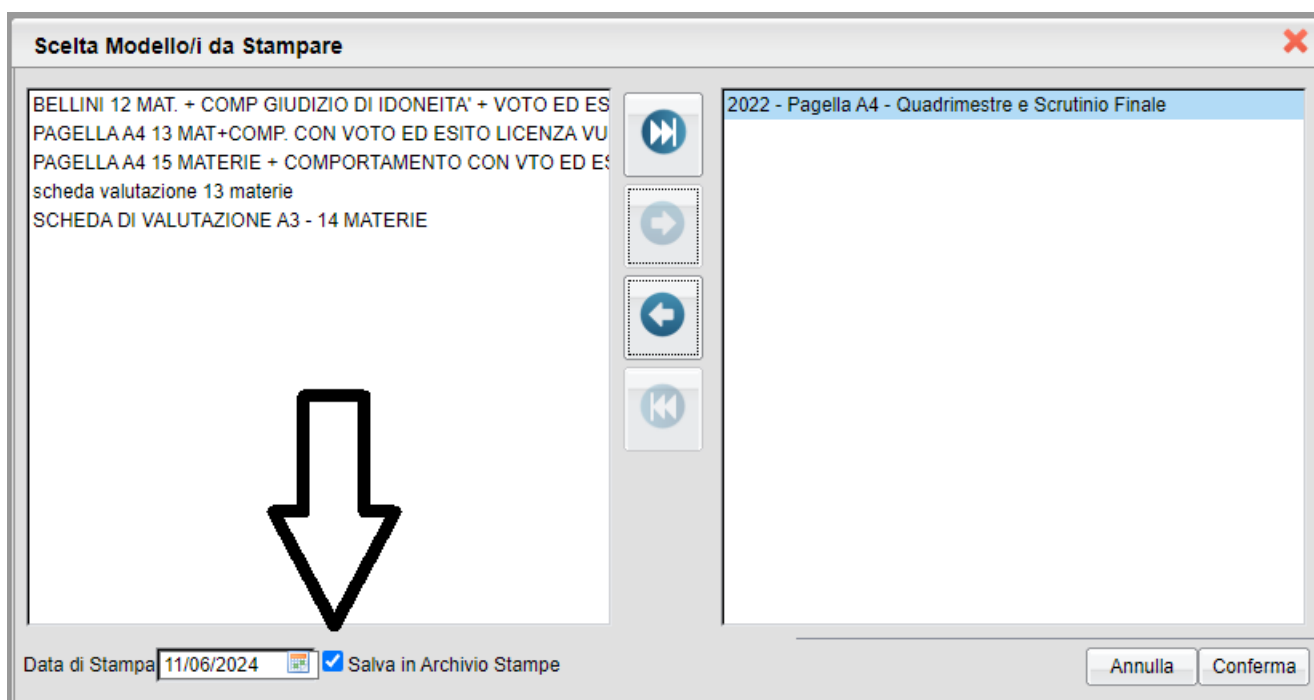 Scelta Modello/i da Stampare
BELLINI 12 MAT. + COMP GIUDIZIO DI IDONEITA' + VOTO ED ES
PAGELLA A4 13 MAT+COMP. CON VOTO ED ESITO LICENZA VU
PAGELLA A4 15 MATERIE + COMPORTAMENTO CON VTO ED ES
scheda valutazione 13 materie
SCHEDA DI VALUTAZIONE A3 - 14 MATERIE
2022 - Pagella A4 - Quadrimestre e Scrutinio Finale
Data di Stampa 11/06/2024 Salva in Archivio Stampe
Annulla Conferma